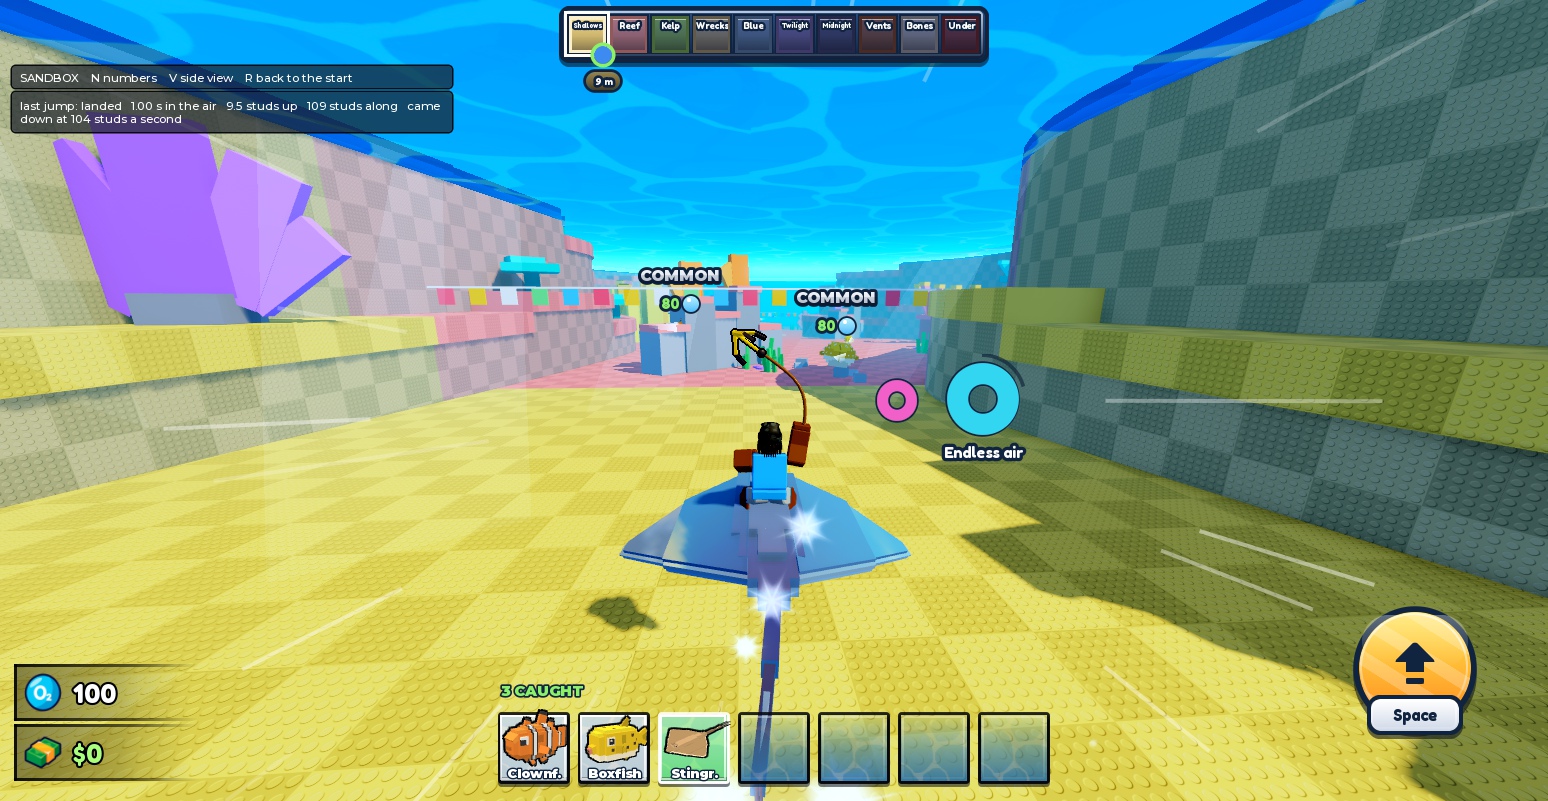 Shallows Reef Kelp Wrecks Blue Twilight Midnight Vents Bones Under
9 m
SANDBOX N numbers V side view R back to the start
last jump: landed 1.00 s in the air 9.5 studs up 109 studs along came
down at 104 studs a second
COMMON
80
COMMON
80
Endless air
O₂ 100
$0
3 CAUGHT
Clownf. Boxfish Stingr.
Space